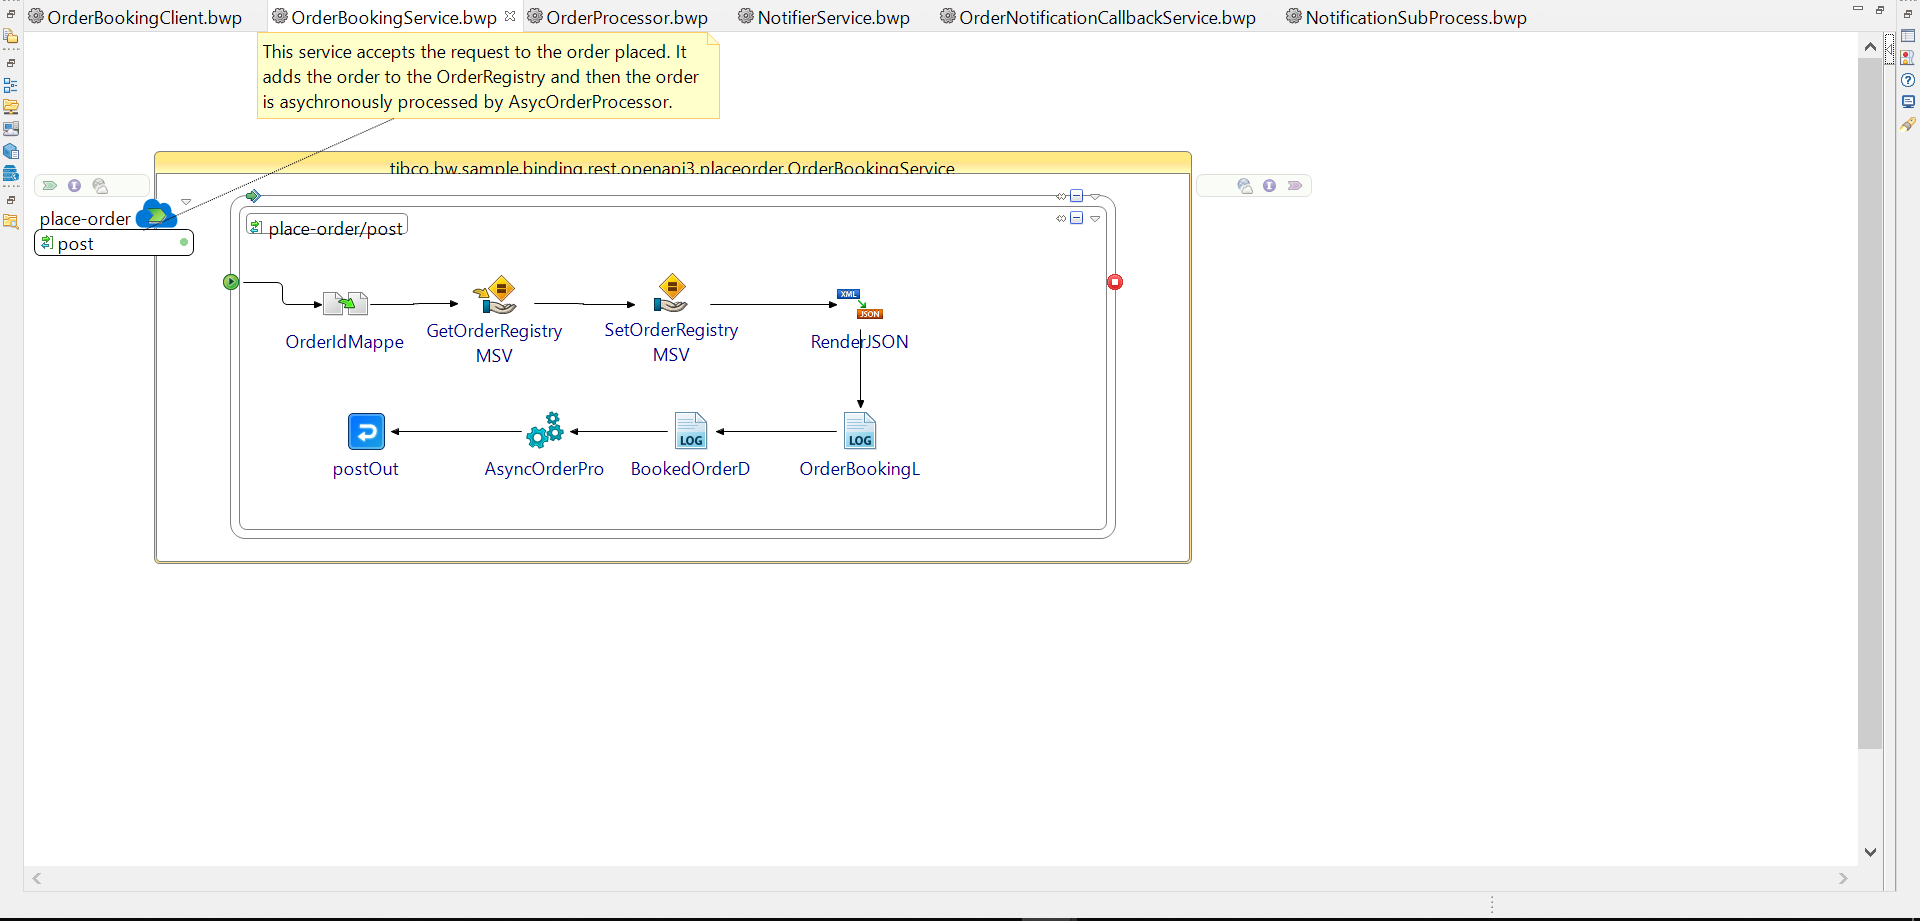 OrderBookingClient.bwp
OrderBookingService.bwp
OrderProcessor.bwp
NotifierService.bwp
OrderNotificationCallbackService.bwp
NotificationSubProcess.bwp
This service accepts the request to the order placed. It
adds the order to the OrderRegistry and then the order
is asychronously processed by AsycOrderProcessor.
tibco.bw.sample.binding.rest.openapi3.placeorder.OrderBookingService
place-order
post
place-order/post
OrderIdMappe
GetOrderRegistry
MSV
SetOrderRegistry
MSV
XML
JSON
RenderJSON
postOut
AsyncOrderPro
LOG
BookedOrderD
LOG
OrderBookingL